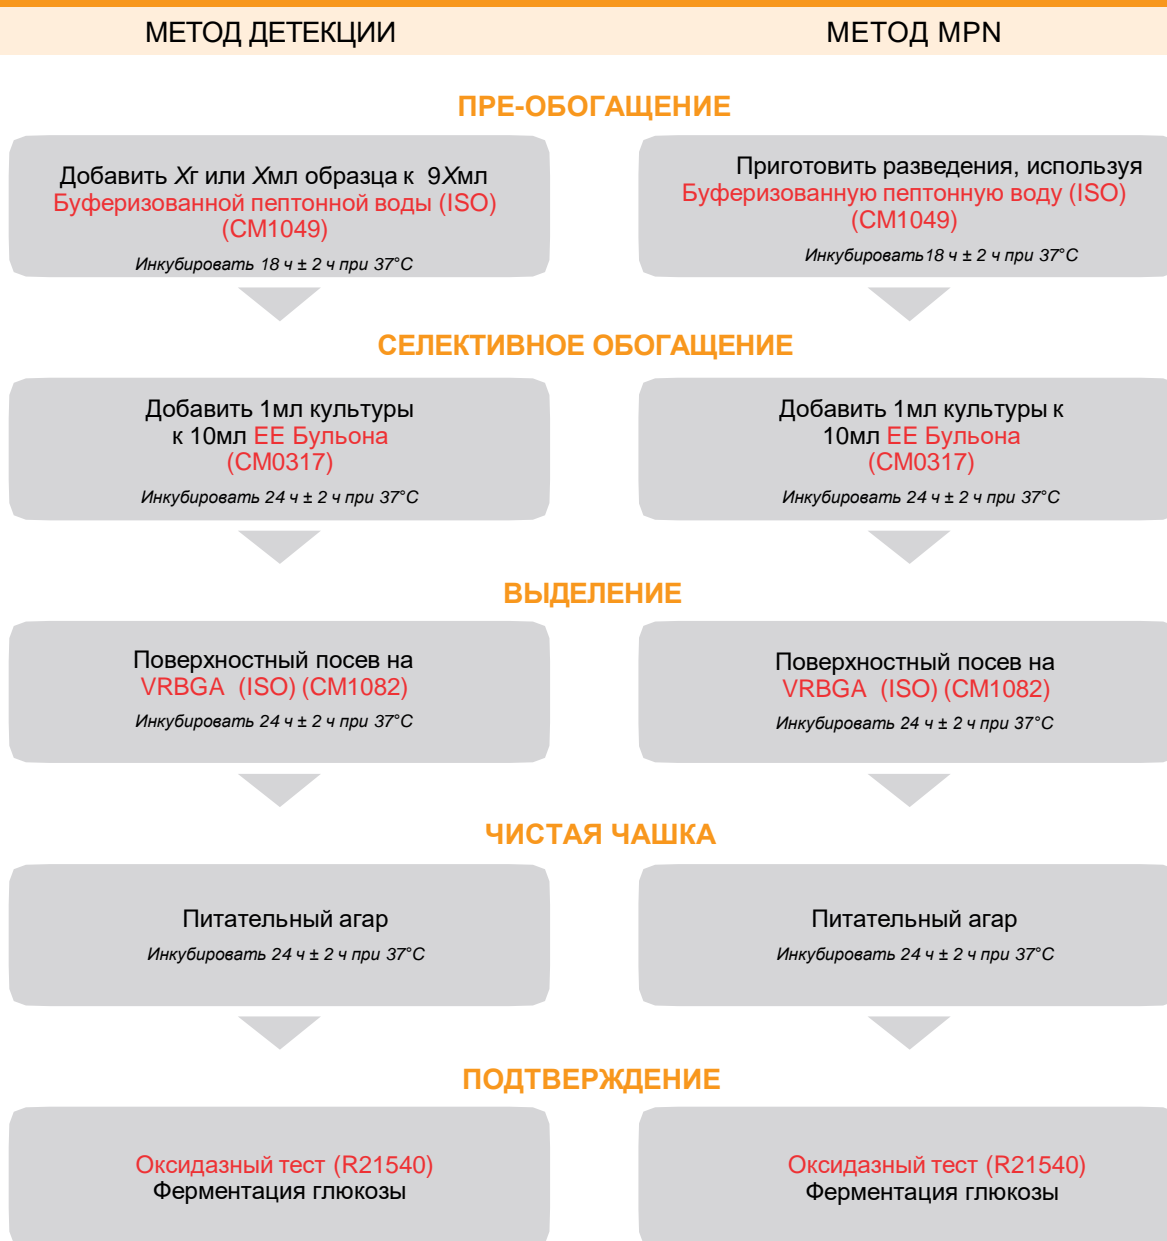 МЕТОД ДЕТЕКЦИИ
МЕТОД MPN
ПРЕ-ОБОГАЩЕНИЕ
Добавить Xг или Xмл образца к 9Xмл
Буферизованной пептонной воды (ISO)
(CM1049)
Инкубировать 18 ч ± 2 ч при 37°C
Приготовить разведения, используя
Буферизованную пептонную воду (ISO)
(CM1049)
Инкубировать18 ч ± 2 ч при 37°C
СЕЛЕКТИВНОЕ ОБОГАЩЕНИЕ
Добавить 1мл культуры
к 10мл ЕЕ Бульона
(CM0317)
Инкубировать 24 ч ± 2 ч при 37°C
Добавить 1мл культуры к
10мл ЕЕ Бульона
(CM0317)
Инкубировать 24 ч ± 2 ч при 37°C
ВЫДЕЛЕНИЕ
Поверхностный посев на
VRBGA (ISO) (CM1082)
Инкубировать 24 ч ± 2 ч при 37°C
Поверхностный посев на
VRBGA (ISO) (CM1082)
Инкубировать 24 ч ± 2 ч при 37°C
ЧИСТАЯ ЧАШКА
Питательный агар
Инкубировать 24 ч ± 2 ч при 37°C
Питательный агар
Инкубировать 24 ч ± 2 ч при 37°C
ПОДТВЕРЖДЕНИЕ
Оксидазный тест (R21540)
Ферментация глюкозы
Оксидазный тест (R21540)
Ферментация глюкозы